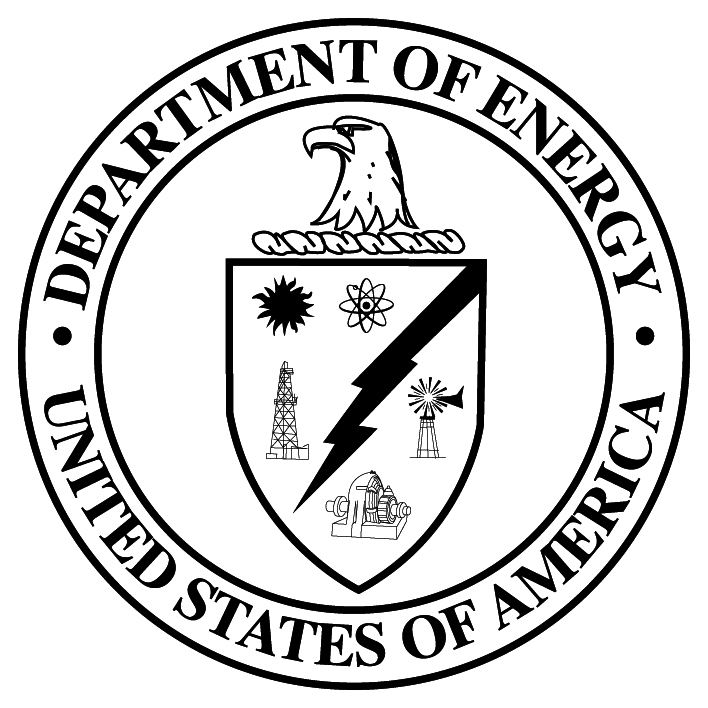 DEPARTMENT OF ENERGY
UNITED STATES OF AMERICA